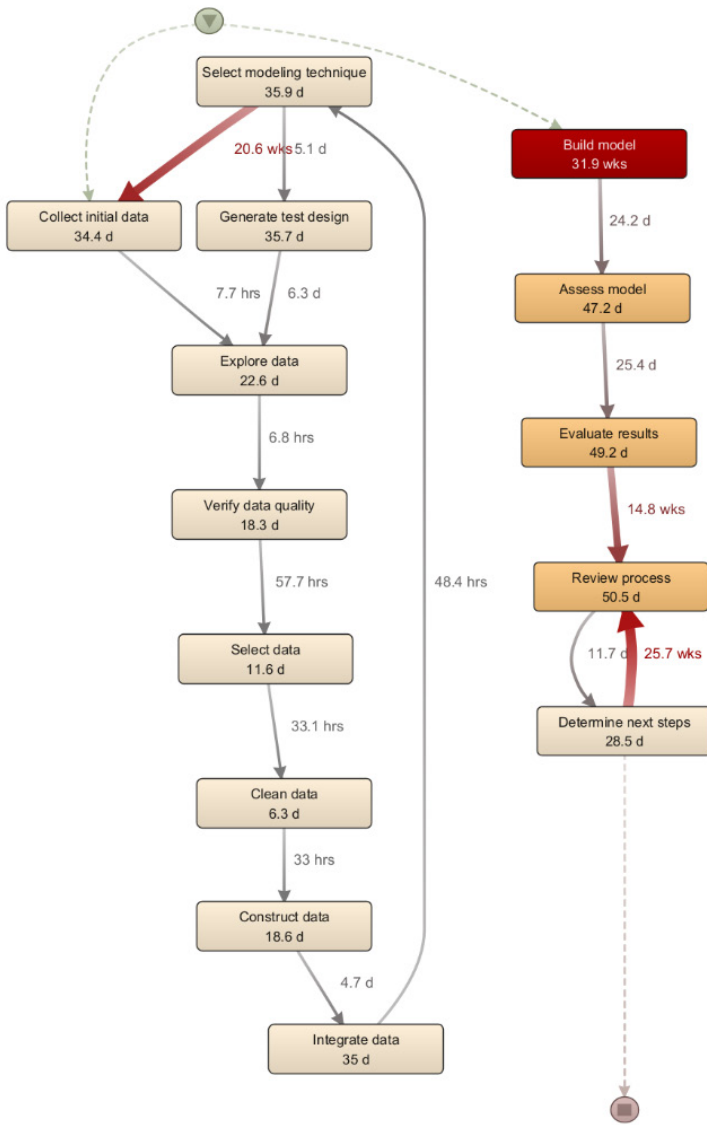 Select modeling technique
35.9 d
Build model
31.9 wks
20.6 wks
5.1 d
Collect initial data
34.4 d
Generate test design
35.7 d
24.2 d
7.7 hrs
6.3 d
Assess model
47.2 d
Explore data
22.6 d
25.4 d
6.8 hrs
Evaluate results
49.2 d
Verify data quality
18.3 d
14.8 wks
57.7 hrs
48.4 hrs
Review process
50.5 d
Select data
11.6 d
11.7 d
25.7 wks
33.1 hrs
Determine next steps
28.5 d
Clean data
6.3 d
33 hrs
Construct data
18.6 d
4.7 d
Integrate data
35 d